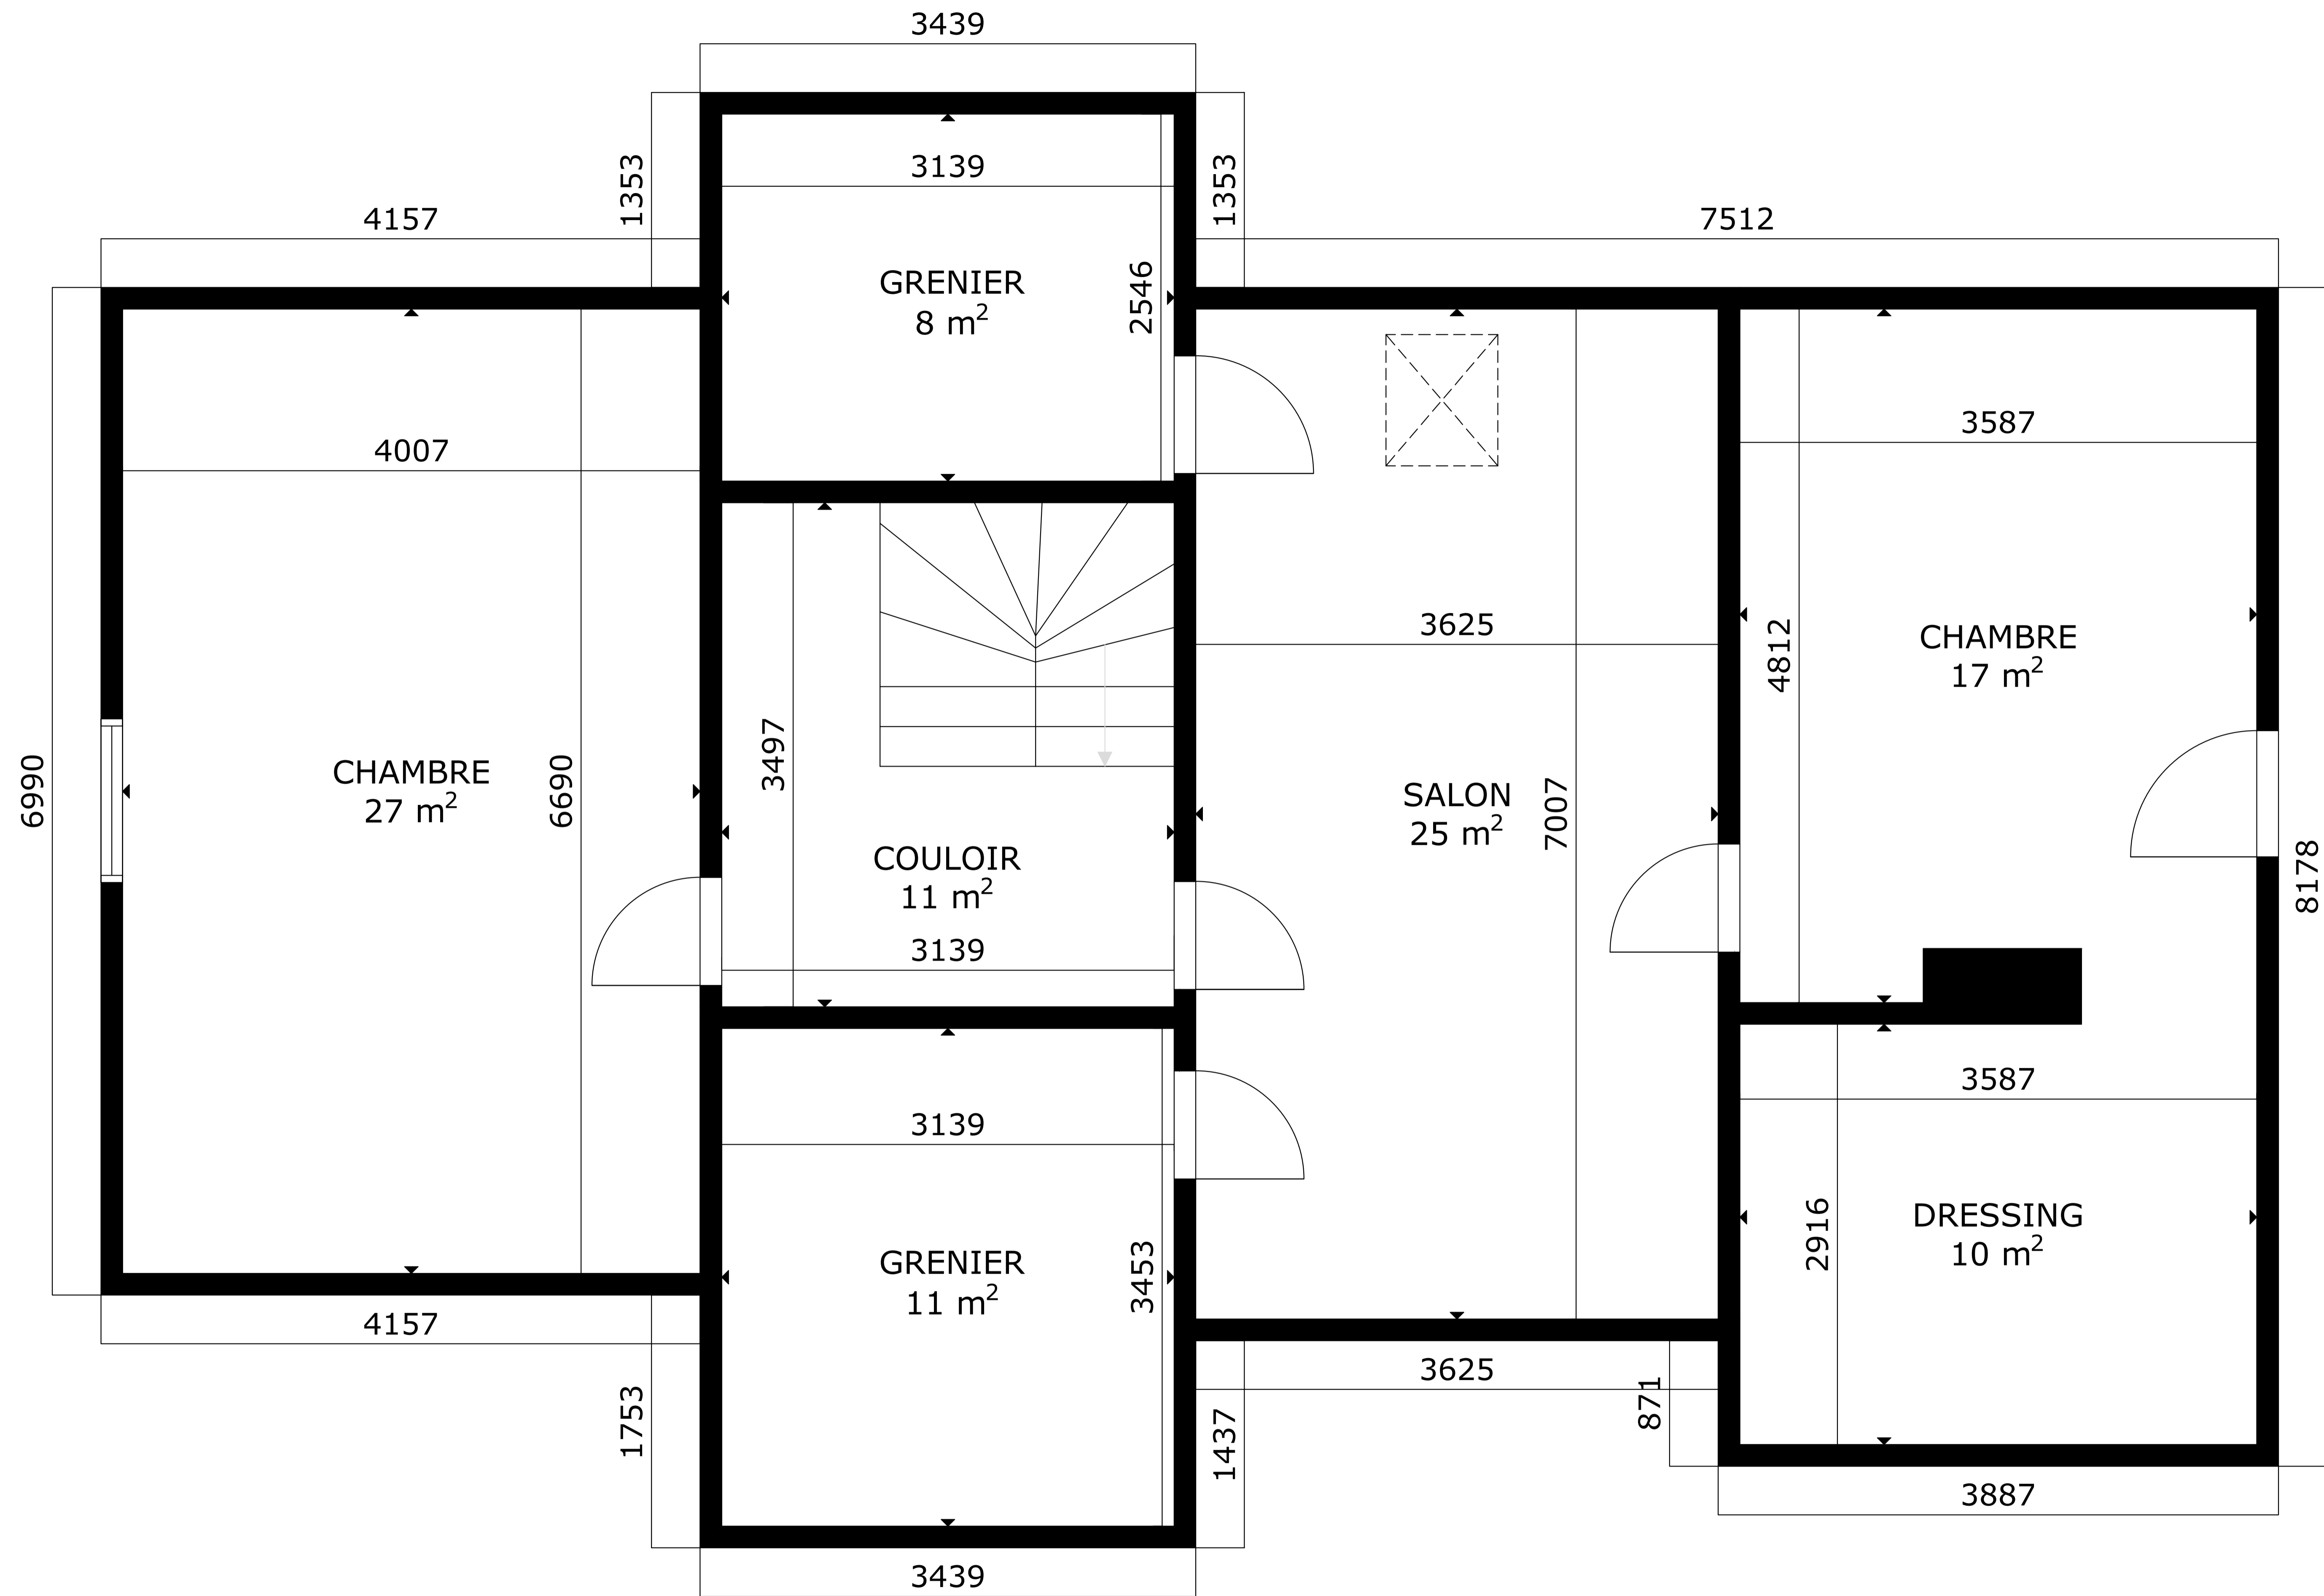 3439
1353
1353
3139
4157
7512
GRENIER
8 m²
2546
4007
3587
3625
CHAMBRE
17 m²
4812
6990
CHAMBRE
27 m²
6690
3497
SALON
25 m²
7007
COULOIR
11 m²
8178
3139
3587
3139
DRESSING
10 m²
2916
GRENIER
11 m²
3453
4157
3625
871
1753
1437
3887
3439